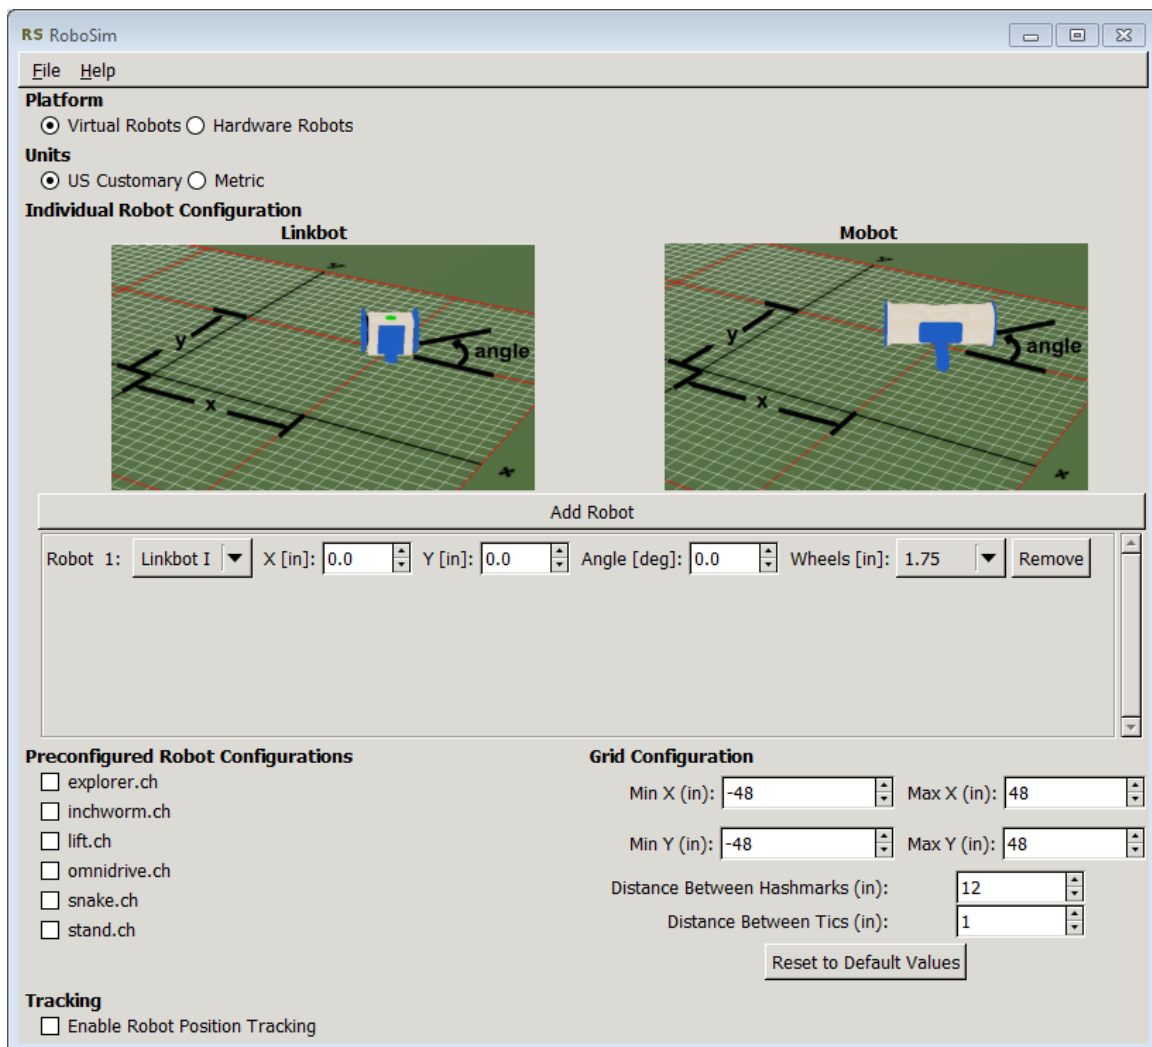 RS RoboSim
File Help
Platform
Virtual Robots Hardware Robots
Units
US Customary Metric
Individual Robot Configuration
Linkbot Mobot
y x angle x y
y x angle x y
Add Robot
Robot 1: Linkbot I X [in]: 0.0 Y [in]: 0.0 Angle [deg]: 0.0 Wheels [in]: 1.75 Remove
Preconfigured Robot Configurations
explorer.ch
inchworm.ch
lift.ch
omnidrive.ch
snake.ch
stand.ch
Grid Configuration
Min X (in): -48 Max X (in): 48
Min Y (in): -48 Max Y (in): 48
Distance Between Hashmarks (in): 12
Distance Between Tics (in): 1
Reset to Default Values
Tracking
Enable Robot Position Tracking